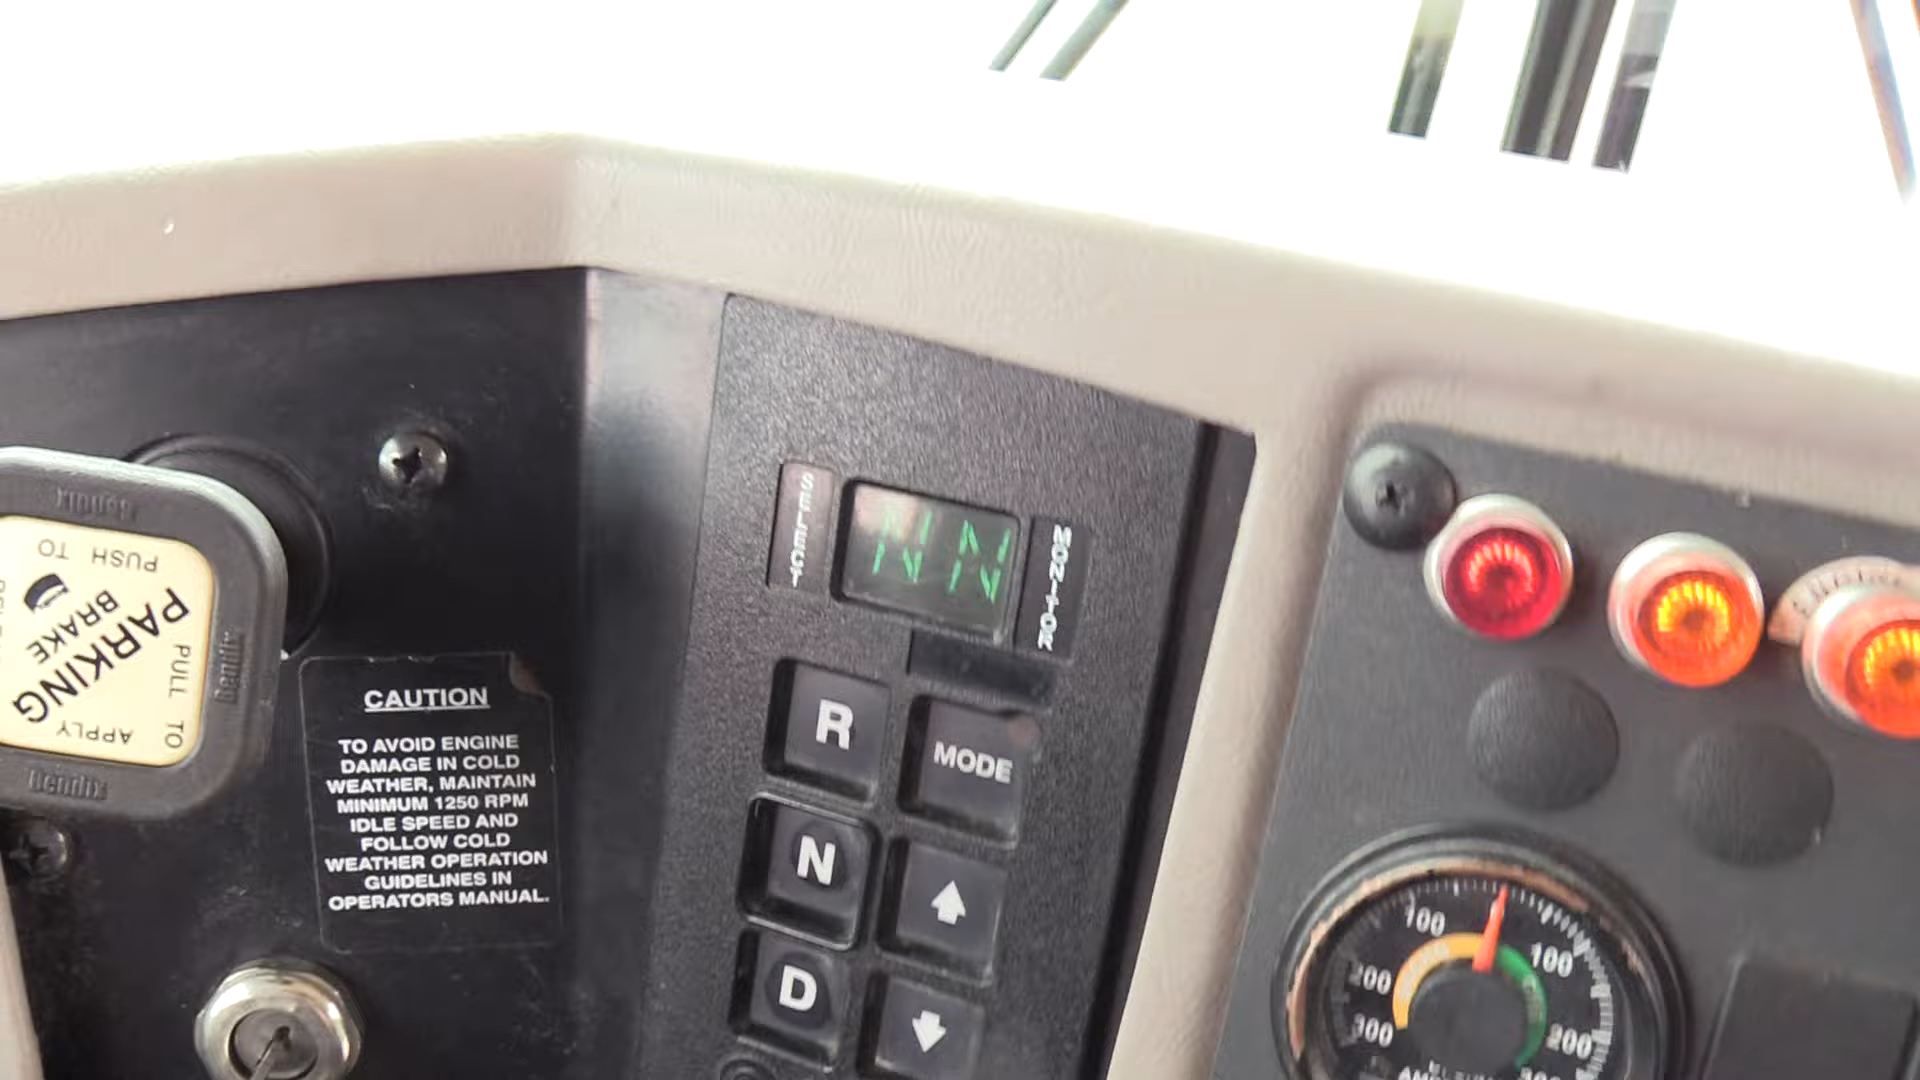 Bendix
PUSH TO
PARKING
BRAKE
PULL TO
APPLY
Bendix
Bendix
CAUTION
TO AVOID ENGINE
DAMAGE IN COLD
WEATHER, MAINTAIN
MINIMUM 1250 RPM
IDLE SPEED AND
FOLLOW COLD
WEATHER OPERATION
GUIDELINES IN
OPERATORS MANUAL.
SELECT
N N
MONITOR
R
MODE
N
D
100
200
300
100
200